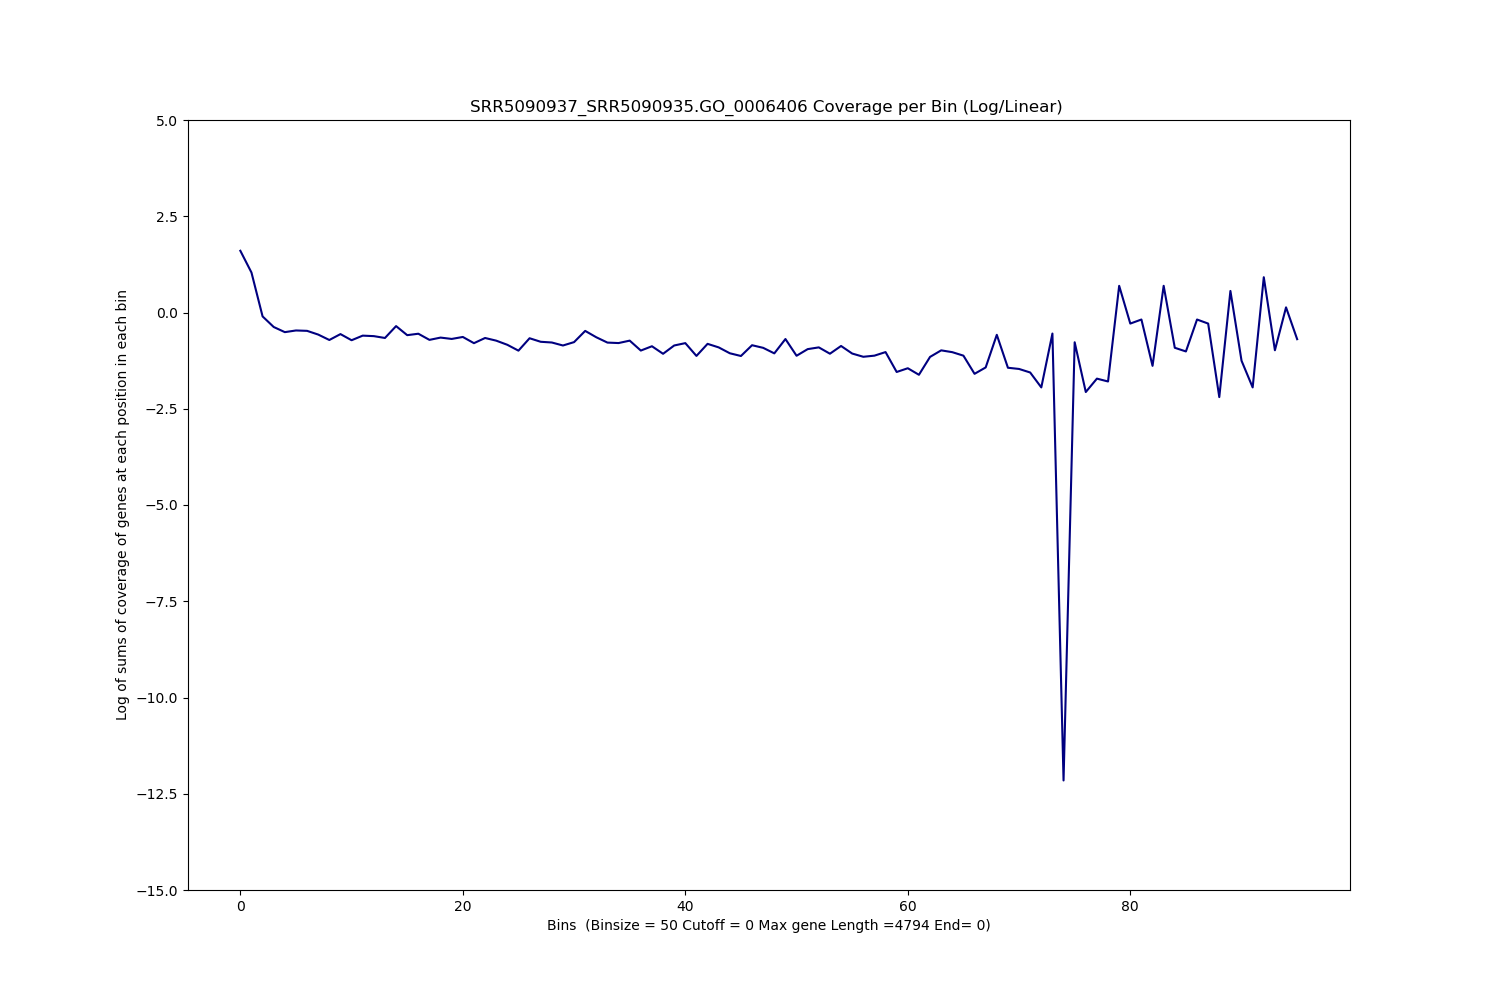 SRR5090937_SRR5090935.GO_0006406 Coverage per Bin (Log/Linear)
Log of sums of coverage of genes at each position in each bin
5.0
2.5
0.0
−2.5
−5.0
−7.5
−10.0
−12.5
−15.0
0 20 40 60 80
Bins  (Binsize = 50 Cutoff = 0 Max gene Length =4794 End= 0)